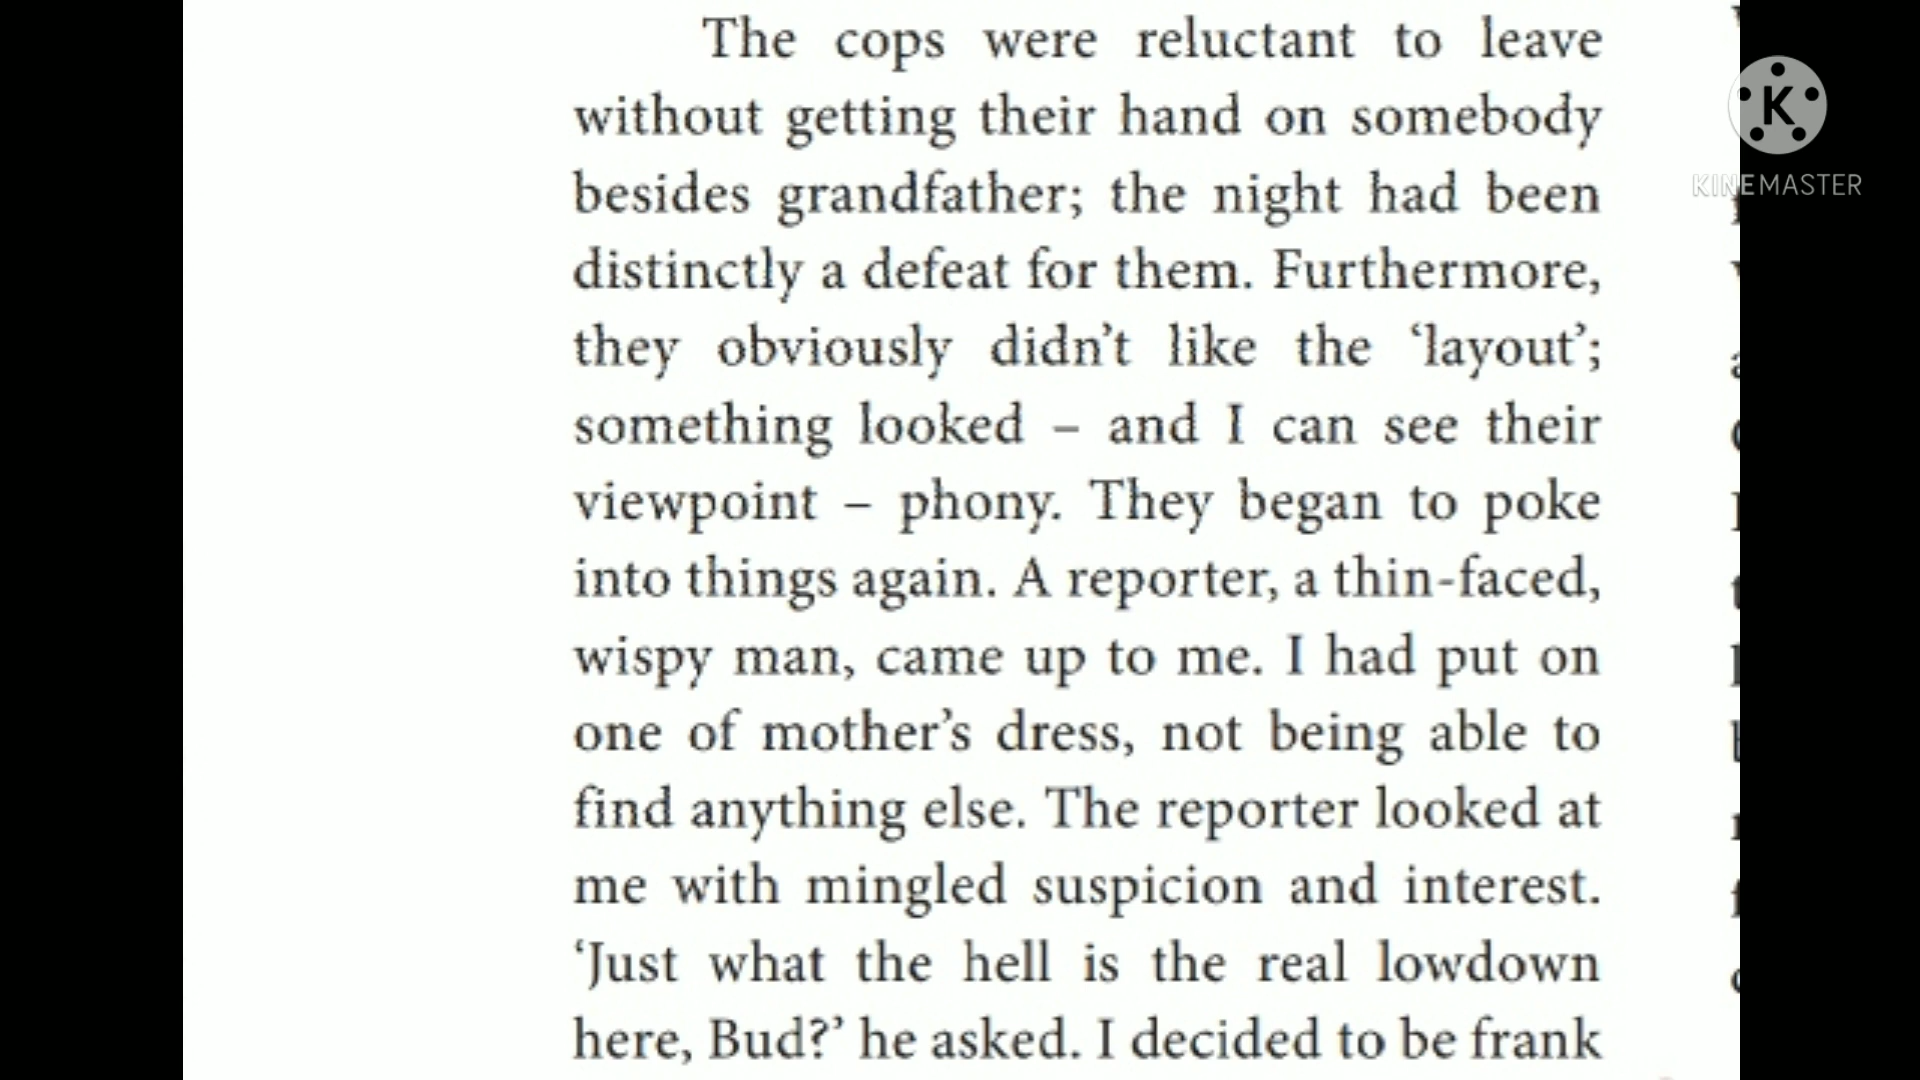 The cops were reluctant to leave
without getting their hand on somebody
besides grandfather; the night had been
distinctly a defeat for them. Furthermore,
they obviously didn’t like the ‘layout’;
something looked – and I can see their
viewpoint – phony. They began to poke
into things again. A reporter, a thin-faced,
wispy man, came up to me. I had put on
one of mother’s dress, not being able to
find anything else. The reporter looked at
me with mingled suspicion and interest.
‘Just what the hell is the real lowdown
here, Bud?’ he asked. I decided to be frank
K
KINEMASTER